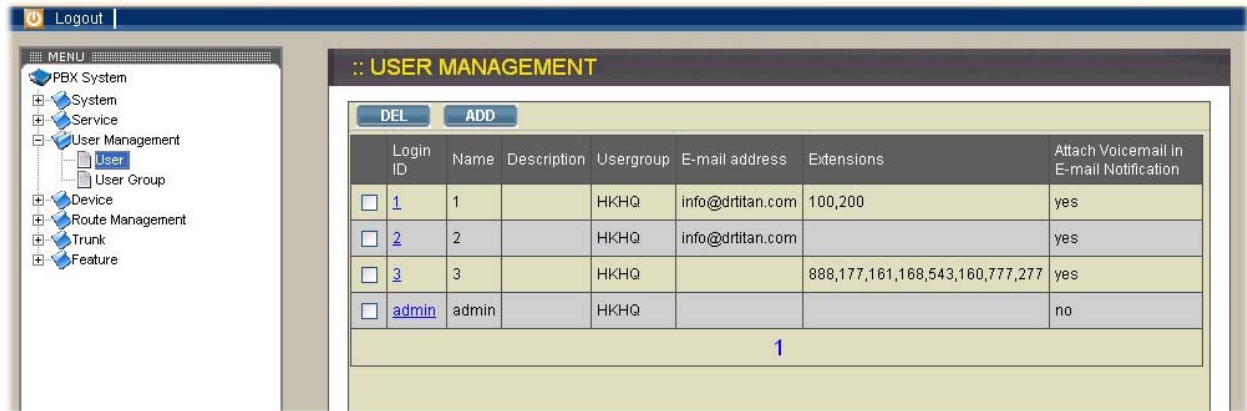 Logout
MENU
PBX System
System
Service
User Management
User
User Group
Device
Route Management
Trunk
Feature
:: USER MANAGEMENT
DEL ADD
Login ID Name Description Usergroup E-mail address Extensions Attach Voicemail in E-mail Notification
1 1 HKHQ info@drtitan.com 100,200 yes
2 2 HKHQ info@drtitan.com yes
3 3 HKHQ 888,177,161,168,543,160,777,277 yes
admin admin HKHQ no
1